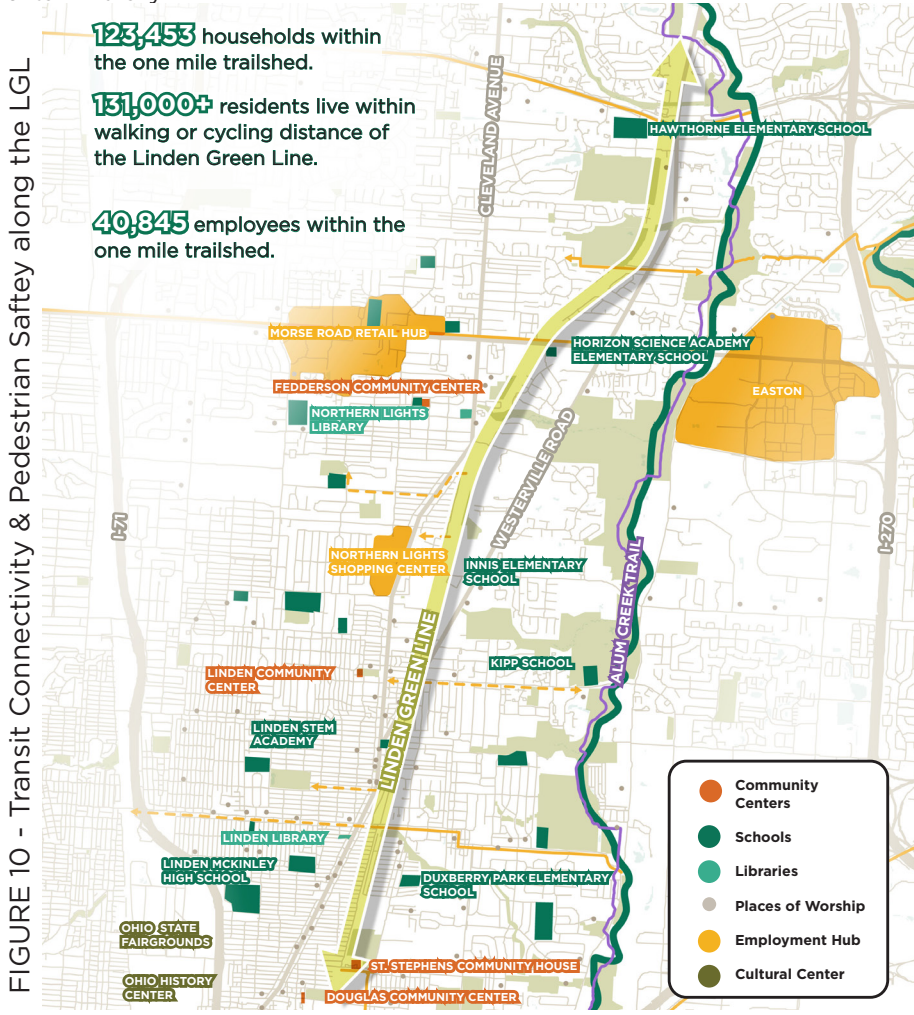 FIGURE 10 - Transit Connectivity & Pedestrian Saftey along the LGL
123,453 households within
the one mile trailshed.
131,000+ residents live within
walking or cycling distance of
the Linden Green Line.
40,845 employees within the
one mile trailshed.
CLEVELAND AVENUE
HAWTHORNE ELEMENTARY SCHOOL
MORSE ROAD RETAIL HUB
HORIZON SCIENCE ACADEMY
ELEMENTARY SCHOOL
FEDDERSON COMMUNITY CENTER
EASTON
NORTHERN LIGHTS
LIBRARY
WESTERVILLE ROAD
I-71
I-270
NORTHERN LIGHTS
SHOPPING CENTER
INNIS ELEMENTARY
SCHOOL
ALUM CREEK TRAIL
LINDEN GREEN LINE
KIPP SCHOOL
LINDEN COMMUNITY
CENTER
LINDEN STEM
ACADEMY
LINDEN LIBRARY
LINDEN MCKINLEY
HIGH SCHOOL
DUXBERRY PARK ELEMENTARY
SCHOOL
OHIO STATE
FAIRGROUNDS
ST. STEPHENS COMMUNITY HOUSE
OHIO HISTORY
CENTER
DOUGLAS COMMUNITY CENTER
Community
Centers
Schools
Libraries
Places of Worship
Employment Hub
Cultural Center